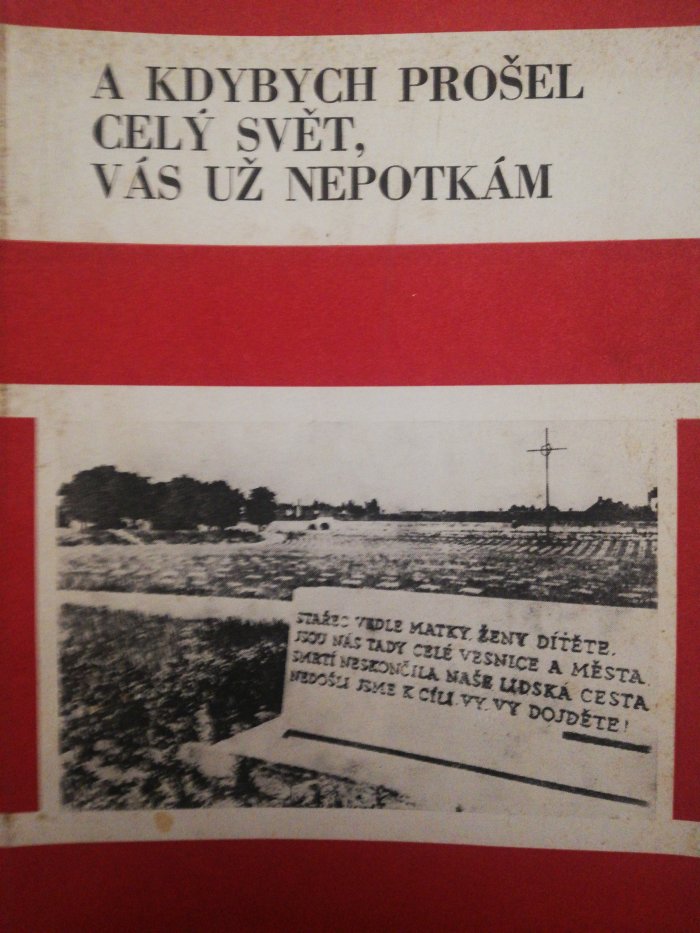 A KDYBYCH PROŠEL
CELÝ SVĚT,
VÁS UŽ NEPOTKÁM
STAŘEC VEDLE MATKY, ŽENY DÍTĚTE,
JSOU NÁS TADY CELÉ VESNICE A MĚSTA.
SMRTÍ NESKONČILA NAŠE LIDSKÁ CESTA
NEDOŠLI JSME K CÍLI. VY, VY DOJDĚTE!